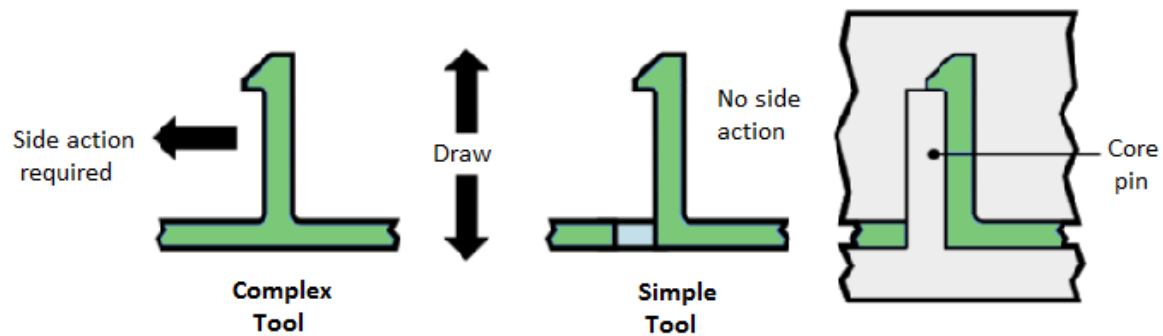 Side action
required
Draw
No side
action
Core
pin
Complex
Tool
Simple
Tool